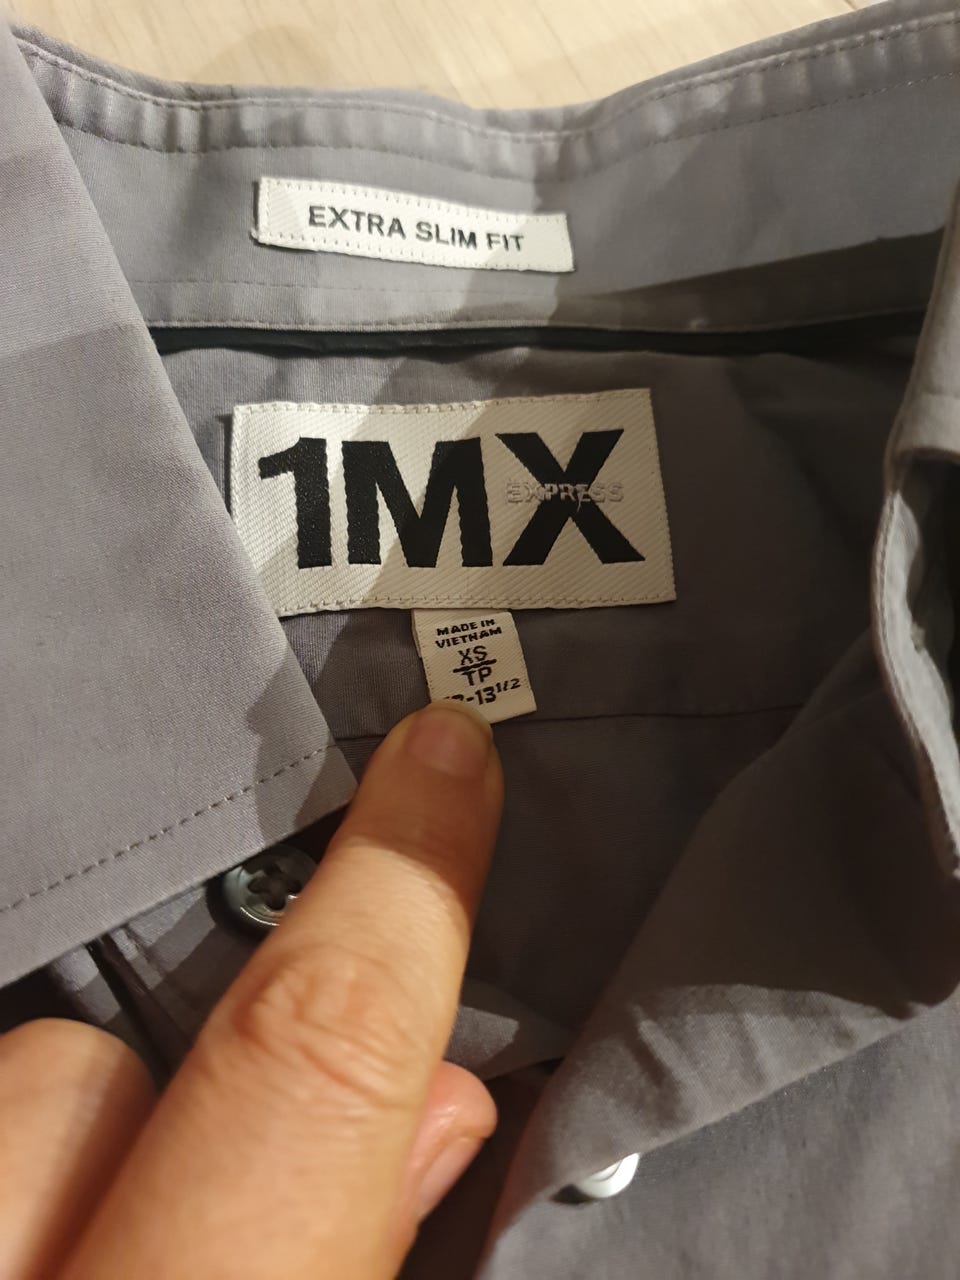 EXTRA SLIM FIT
1MX
EXPRESS
MADE IN
VIETNAM
XS
TP
-13 1/2